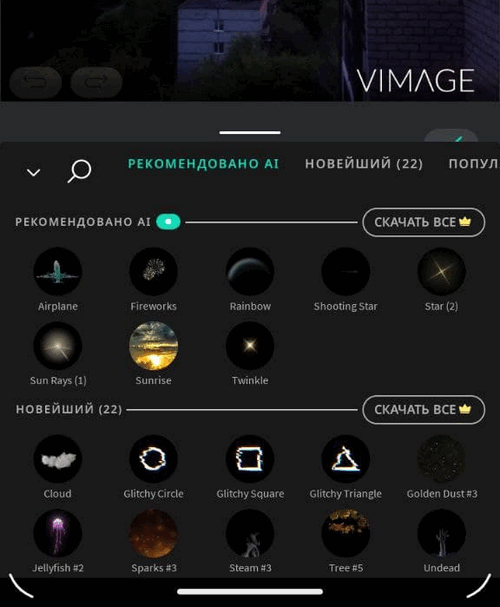 VIMAGE
РЕКОМЕНДОВАНО AI НОВЕЙШИЙ (22) ПОПУЛ
РЕКОМЕНДОВАНО AI СКАЧАТЬ ВСЕ
Airplane Fireworks Rainbow Shooting Star Star (2)
Sun Rays (1) Sunrise Twinkle
НОВЕЙШИЙ (22) СКАЧАТЬ ВСЕ
Cloud Glitchy Circle Glitchy Square Glitchy Triangle Golden Dust #3
Jellyfish #2 Sparks #3 Steam #3 Tree #5 Undead